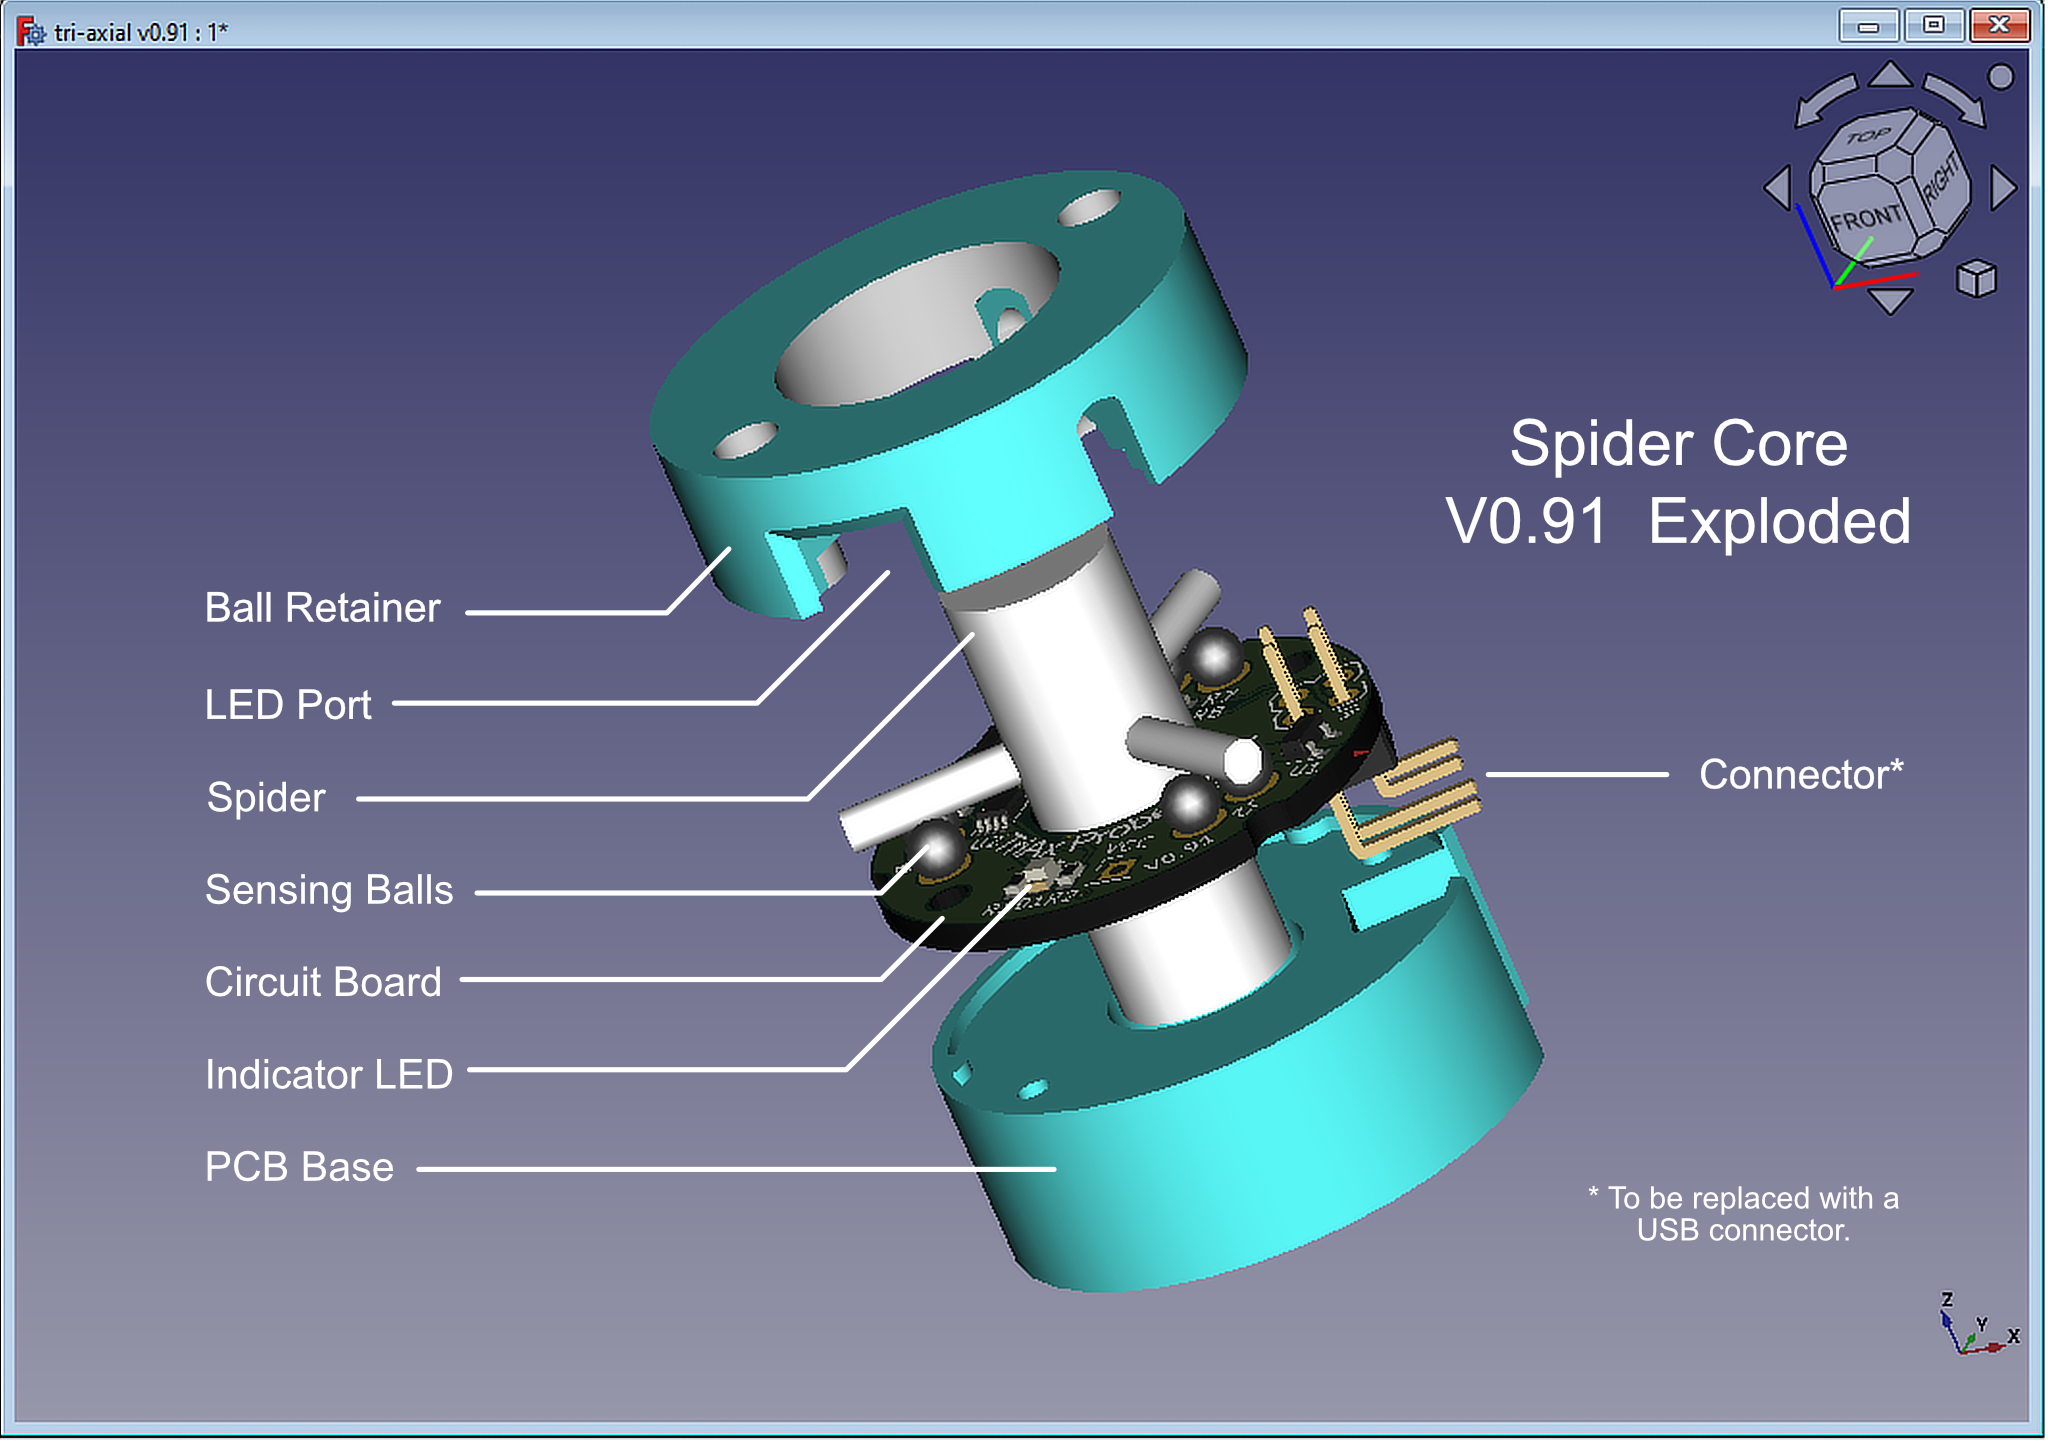 tri-axial v0.91 : 1*
TOP
FRONT
RIGHT
Spider Core
V0.91 Exploded
Ball Retainer
LED Port
Spider
Sensing Balls
Circuit Board
Indicator LED
PCB Base
Connector*
Probe
V0.91
* To be replaced with a
USB connector.
Z
Y
X